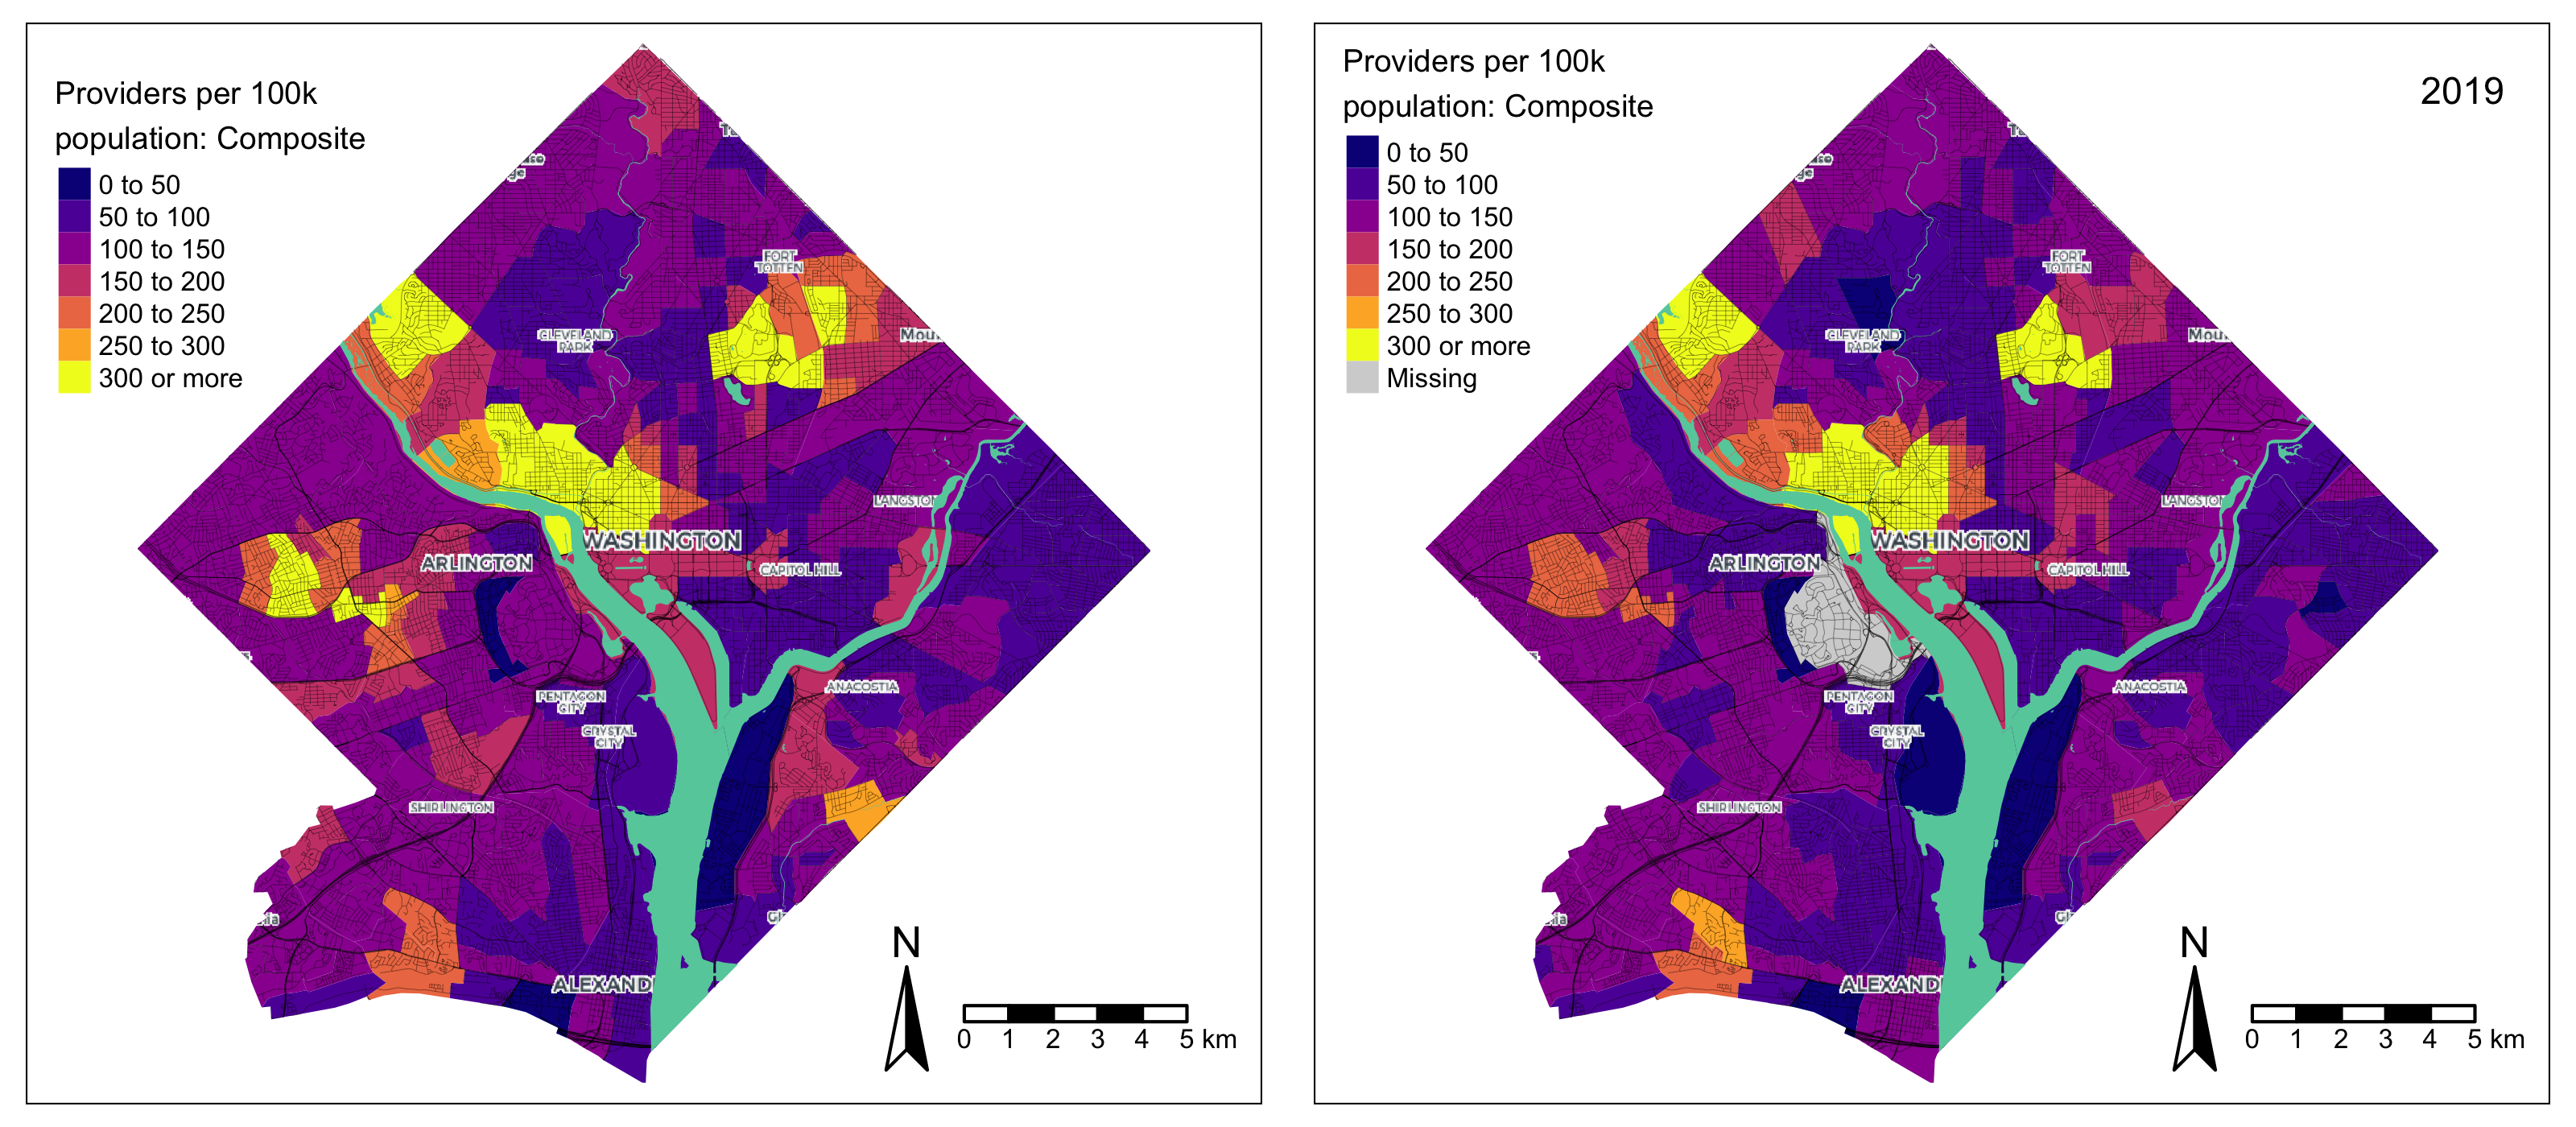 Providers per 100k
population: Composite
0 to 50
50 to 100
100 to 150
150 to 200
200 to 250
250 to 300
300 or more
FORT
TOTTEN
CLEVELAND
PARK
Mou
LANGSTON
WASHINGTON
ARLINGTON
CAPITOL HILL
ANACOSTIA
PENTAGON
CITY
CRYSTAL
CITY
SHIRLINGTON
ALEXAND
N
0 1 2 3 4 5 km
Providers per 100k
population: Composite
2019
0 to 50
50 to 100
100 to 150
150 to 200
200 to 250
250 to 300
300 or more
Missing
FORT
TOTTEN
CLEVELAND
PARK
Mou
LANGSTON
WASHINGTON
ARLINGTON
CAPITOL HILL
ANACOSTIA
PENTAGON
CITY
CRYSTAL
CITY
SHIRLINGTON
ALEXAND
N
0 1 2 3 4 5 km